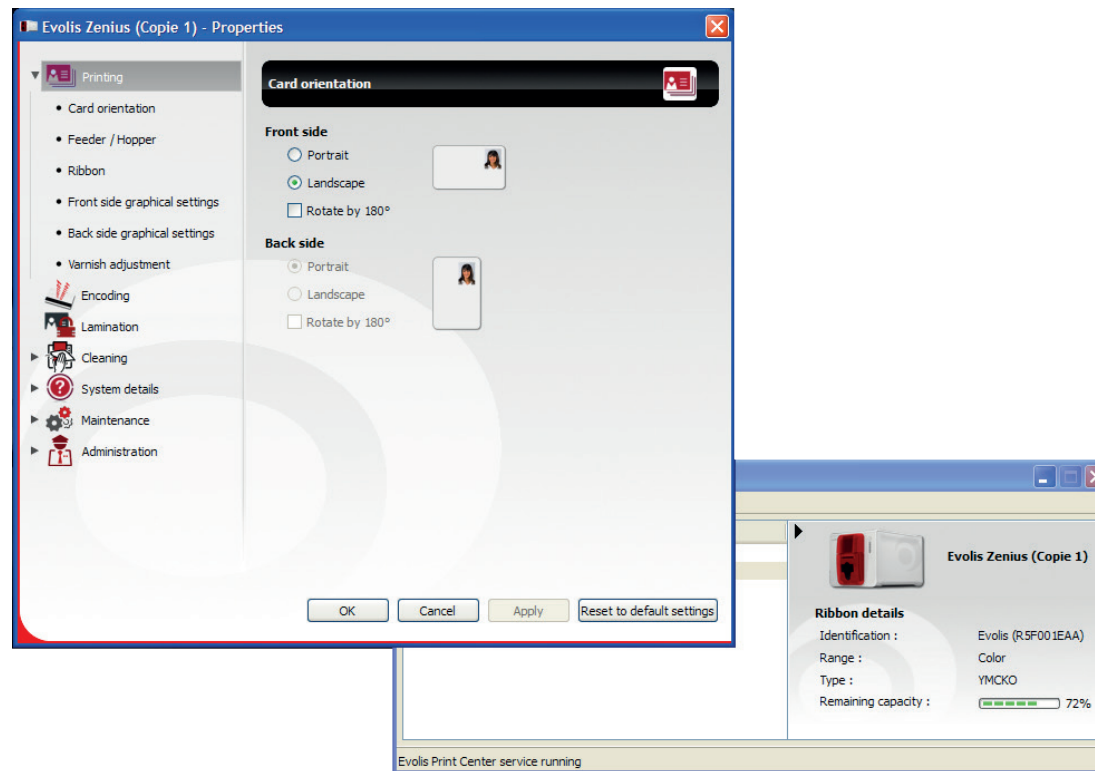 Evolis Zenius (Copie 1) - Properties
Printing
Card orientation
Feeder / Hopper
Ribbon
Front side graphical settings
Back side graphical settings
Varnish adjustment
Encoding
Lamination
Cleaning
System details
Maintenance
Administration
Card orientation
Front side
Portrait
Landscape
Rotate by 180°
Back side
Portrait
Landscape
Rotate by 180°
OK Cancel Apply Reset to default settings
Evolis Zenius (Copie 1)
Ribbon details
Identification : Evolis (R5F001EAA)
Range : Color
Type : YMCKO
Remaining capacity : 72%
Evolis Print Center service running